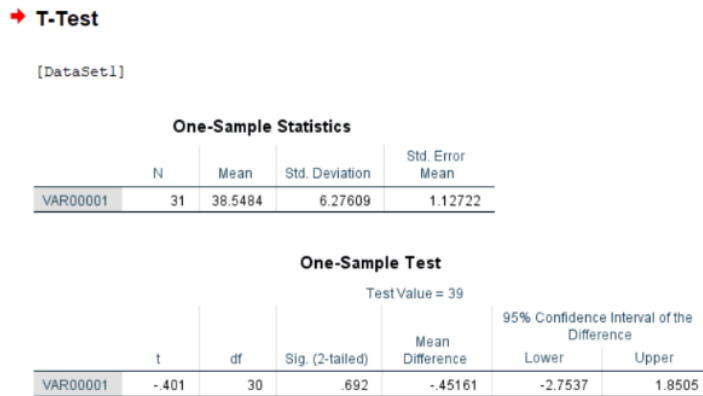 T-Test
[DataSet1]
One-Sample Statistics
N Mean Std. Deviation Std. Error Mean
VAR00001 31 38.5484 6.27609 1.12722
One-Sample Test
Test Value = 39
95% Confidence Interval of the Difference
t df Sig. (2-tailed) Mean Difference Lower Upper
VAR00001 -.401 30 .692 -.45161 -2.7537 1.8505